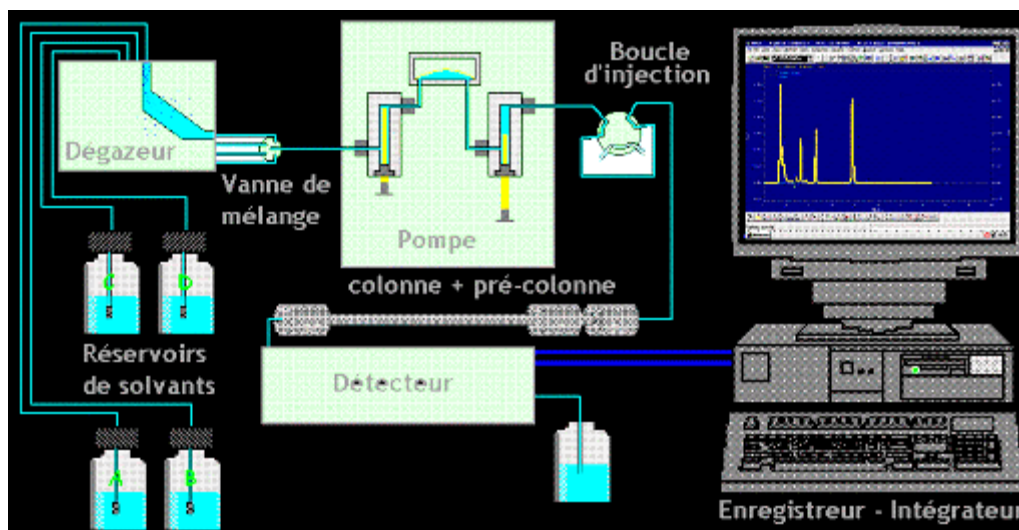 Dégazeur
Vanne de
mélange
Pompe
Boucle
d'injection
C
D
Réservoirs
de solvants
A
B
colonne + pré-colonne
Détecteur
Enregistreur - Intégrateur